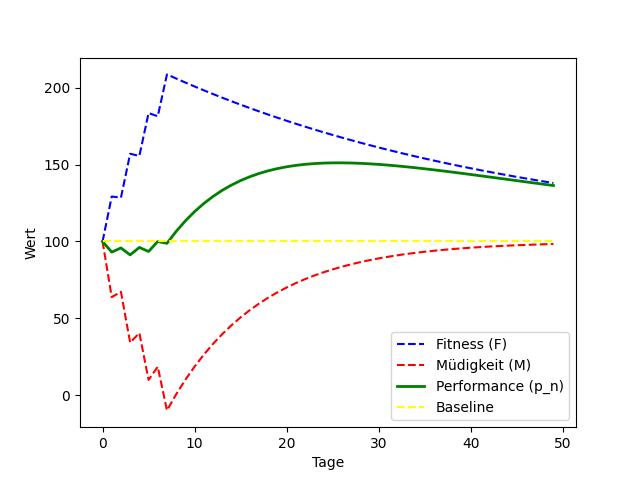 200
150
100
50
0
Wert
0 10 20 30 40 50
Tage
Fitness (F)
Müdigkeit (M)
Performance (p_n)
Baseline